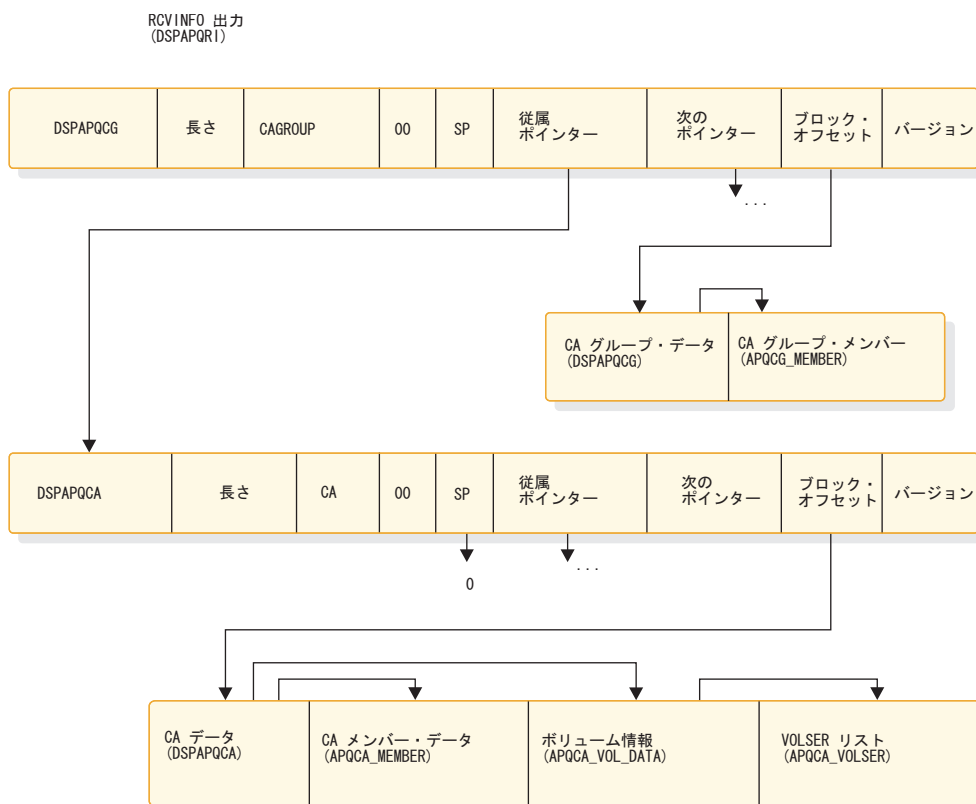 RCVINFO 出力
(DSPAPQRI)
DSPAPQCG
長さ
CAGROUP
00
SP
従属
ポインター
次の
ポインター
ブロック・
オフセット
バージョン
...
CA グループ・データ
(DSPAPQCG)
CA グループ・メンバー
(APQCG_MEMBER)
DSPAPQCA
長さ
CA
00
SP
従属
ポインター
次の
ポインター
ブロック・
オフセット
バージョン
0
...
CA データ
(DSPAPQCA)
CA メンバー・データ
(APQCA_MEMBER)
ボリューム情報
(APQCA_VOL_DATA)
VOLSER リスト
(APQCA_VOLSER)